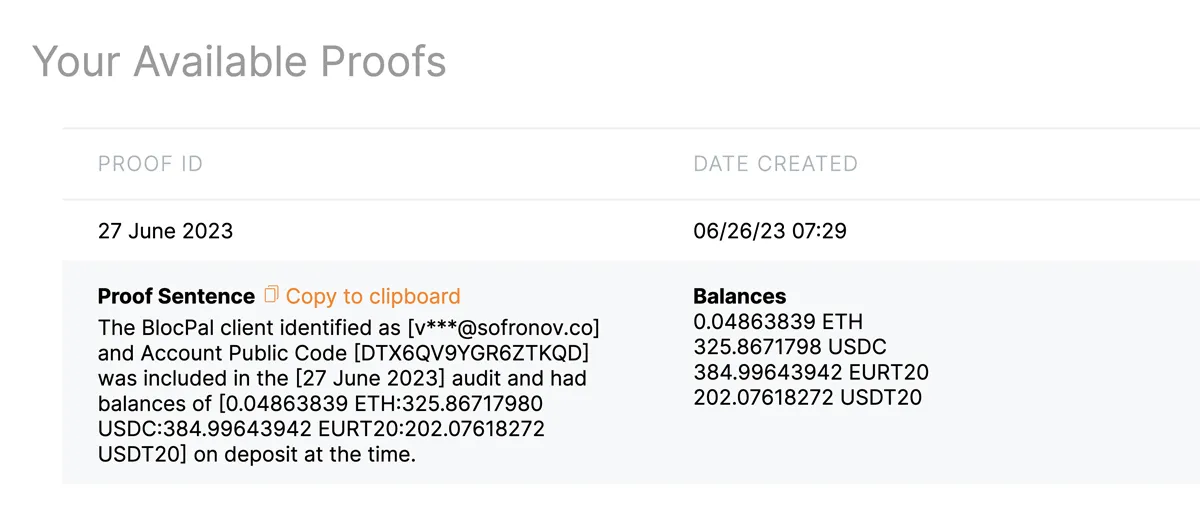 Your Available Proofs
PROOF ID
DATE CREATED
27 June 2023
06/26/23 07:29
Proof Sentence Copy to clipboard
The BlocPal client identified as [v***@sofronov.co]
and Account Public Code [DTX6QV9YGR6ZTKQD]
was included in the [27 June 2023] audit and had
balances of [0.04863839 ETH:325.86717980
USDC:384.99643942 EURT20:202.07618272
USDT20] on deposit at the time.
Balances
0.04863839 ETH
325.8671798 USDC
384.99643942 EURT20
202.07618272 USDT20